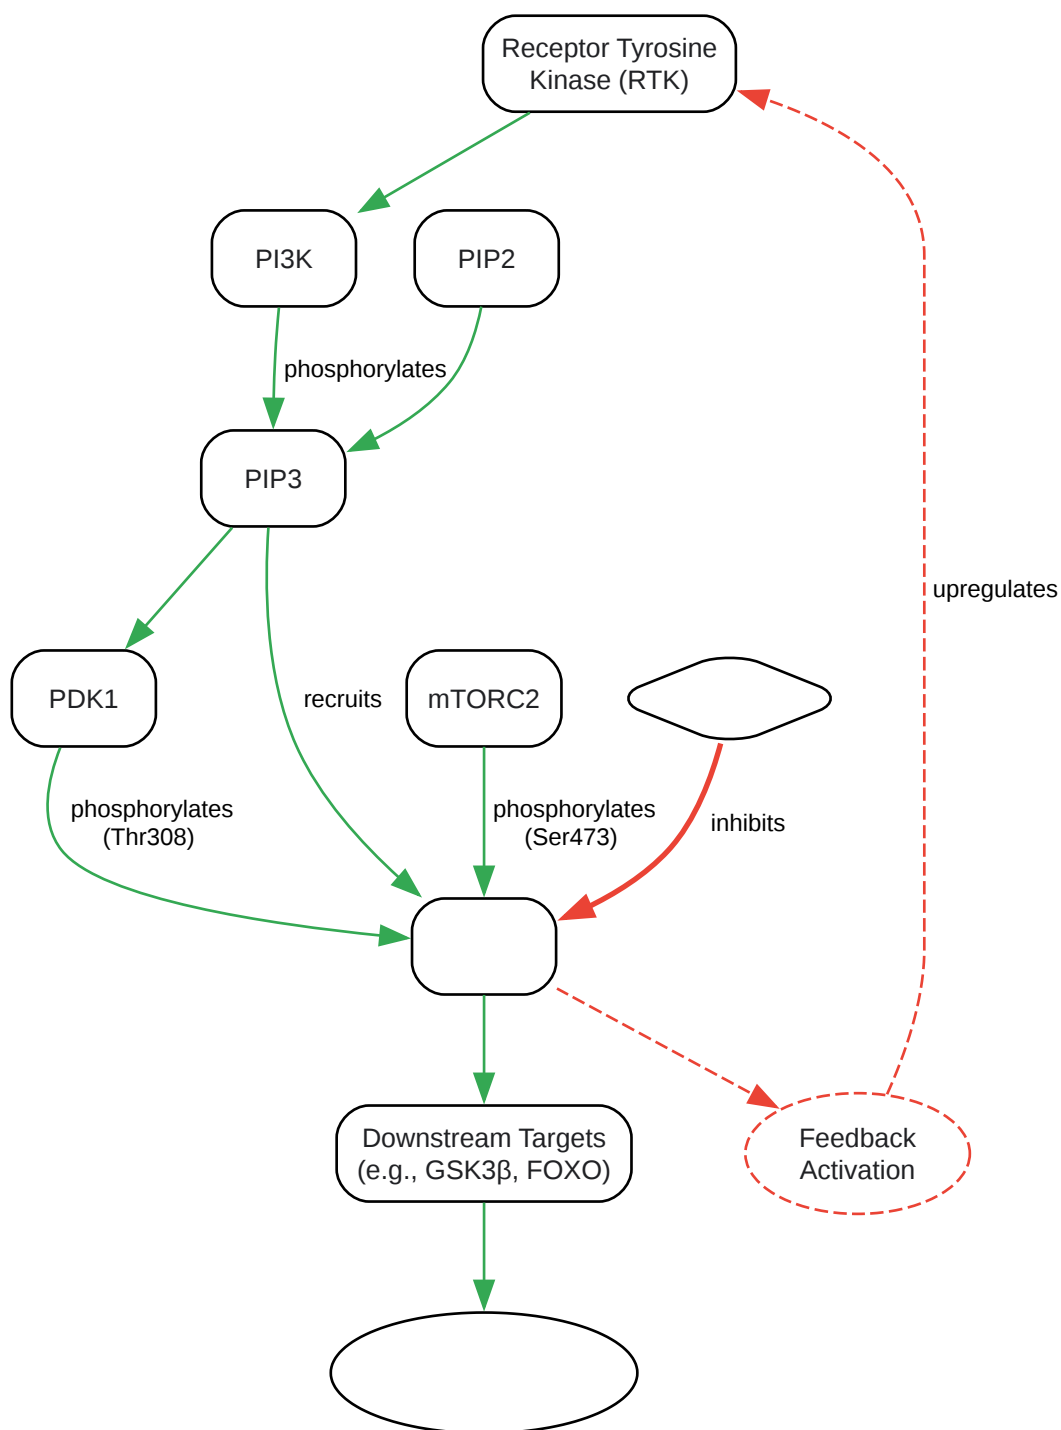 Receptor Tyrosine
Kinase (RTK)
PI3K
PIP2
phosphorylates
PIP3
upregulates
PDK1
recruits
mTORC2
phosphorylates
(Thr308)
phosphorylates
(Ser473)
inhibits
Downstream Targets
(e.g., GSK3β, FOXO)
Feedback
Activation